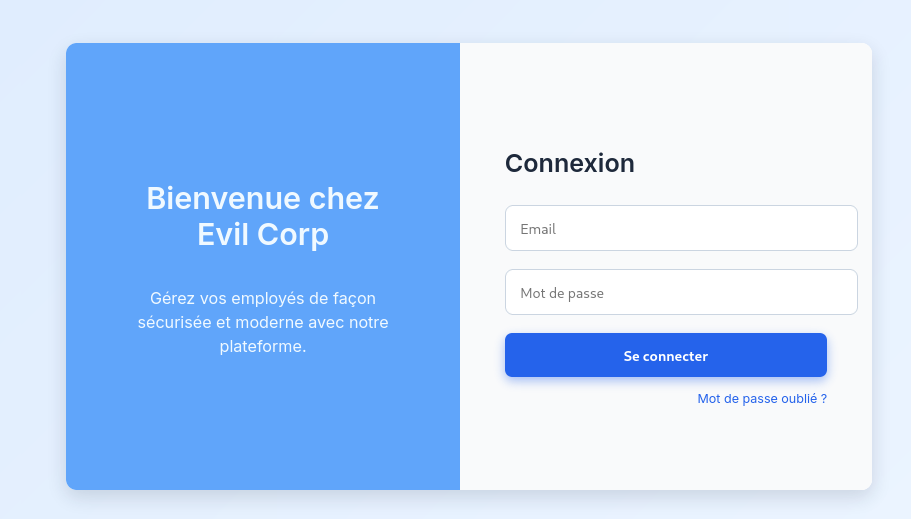 Bienvenue chez
Evil Corp
Gérez vos employés de façon
sécurisée et moderne avec notre
plateforme.
Connexion
Email
Mot de passe
Se connecter
Mot de passe oublié ?